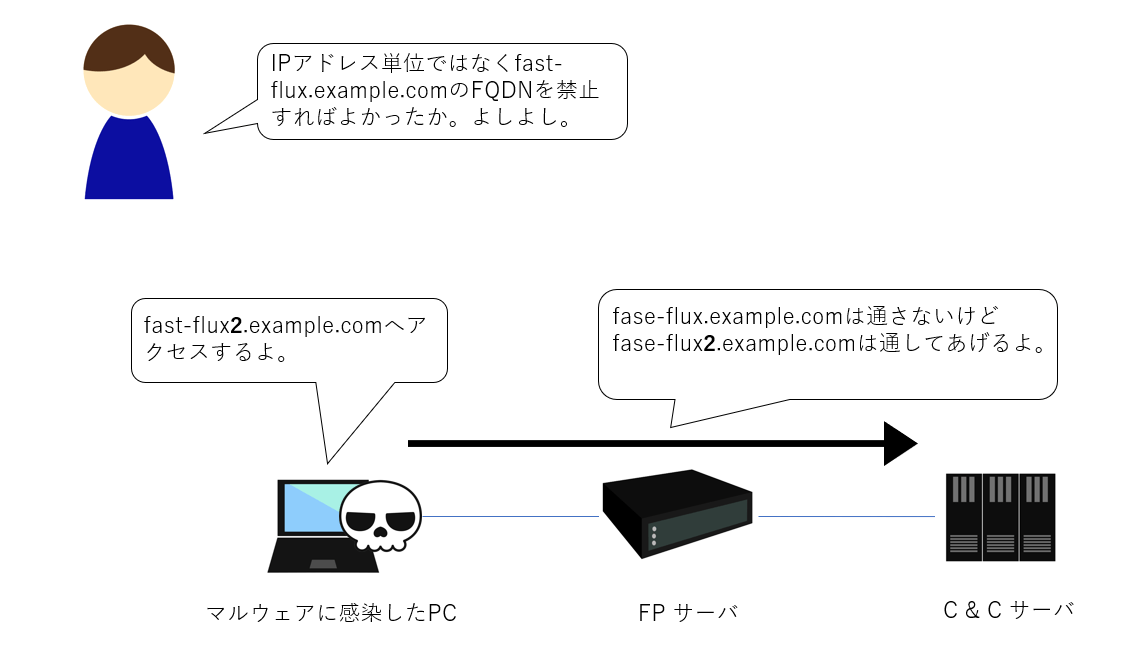 IPアドレス単位ではなくfast-
flux.example.comのFQDNを禁止
すればよかったか。よしよし。
fast-flux2.example.comへア
クセスするよ。
fase-flux.example.comは通さないけど
fase-flux2.example.comは通してあげるよ。
マルウェアに感染したPC
FP サーバ
C & C サーバ